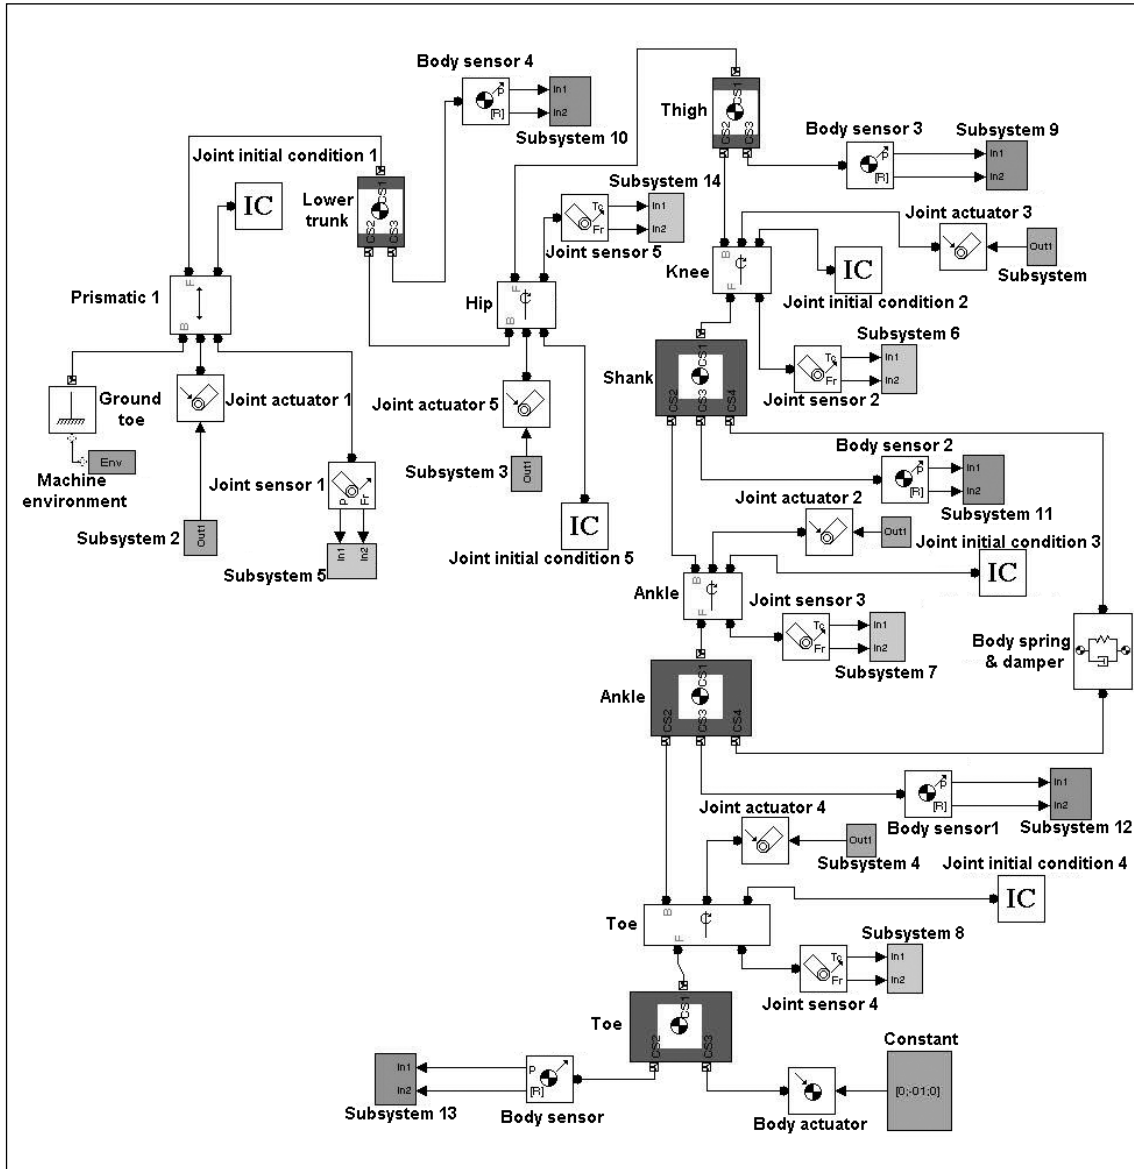 Body sensor 4
p
[R]
In1
In2
Subsystem 10
Thigh
CS1
CS2
CS3
Body sensor 3
p
[R]
Subsystem 9
In1
In2
Joint initial condition 1
IC
Lower
trunk
CS1
CS2
CS3
Subsystem 14
Tc
Fr
In1
In2
Joint sensor 5
Joint actuator 3
Out1
Subsystem
Knee
B
F
IC
Joint initial condition 2
Prismatic 1
F
B
Hip
F
B
Subsystem 6
Tc
Fr
In1
In2
Joint sensor 2
Shank
CS1
CS2
CS3
CS4
Ground
toe
Joint actuator 1
Joint actuator 5
Env
Machine
environment
Joint sensor 1
P
Fr
Subsystem 3
Out1
Body sensor 2
p
[R]
In1
In2
Subsystem 11
Joint actuator 2
Out1
Subsystem 2
Out1
In1
In2
Subsystem 5
IC
Joint initial condition 5
Joint initial condition 3
IC
Ankle
B
F
Joint sensor 3
Tc
Fr
In1
In2
Subsystem 7
Body spring
& damper
Ankle
CS1
CS2
CS3
CS4
p
[R]
In1
In2
Body sensor1
Subsystem 12
Joint actuator 4
Out1
Subsystem 4
Joint initial condition 4
IC
Toe
B
F
Subsystem 8
Tc
Fr
In1
In2
Joint sensor 4
Toe
CS1
CS2
CS3
Constant
[0;-01;0]
In1
In2
Subsystem 13
P
[R]
Body sensor
Body actuator